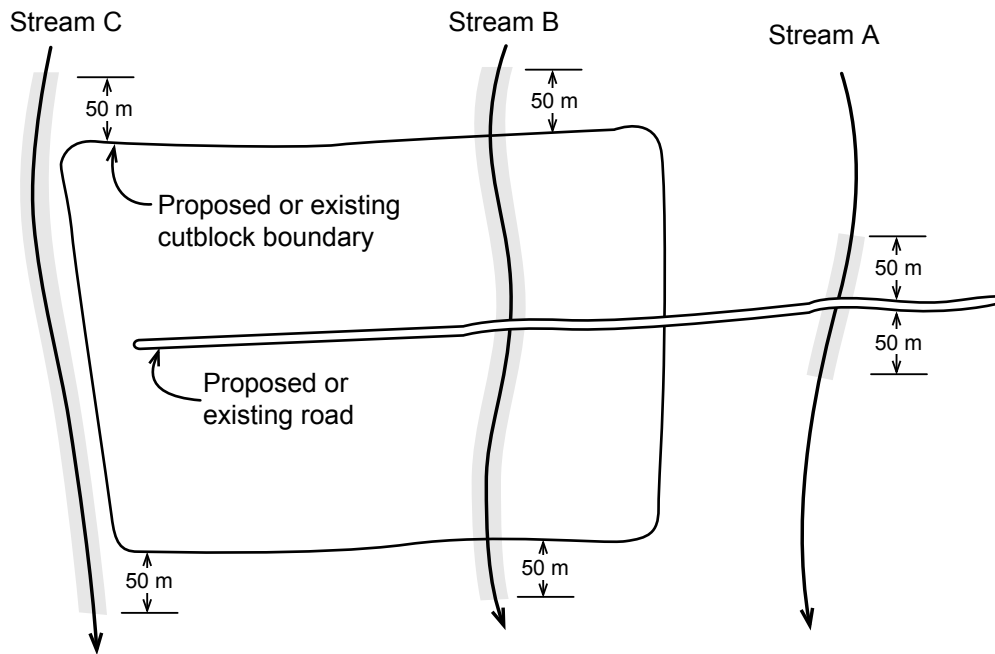 Stream C
Stream B
Stream A
50 m
50 m
Proposed or existing
cutblock boundary
50 m
50 m
Proposed or
existing road
50 m
50 m